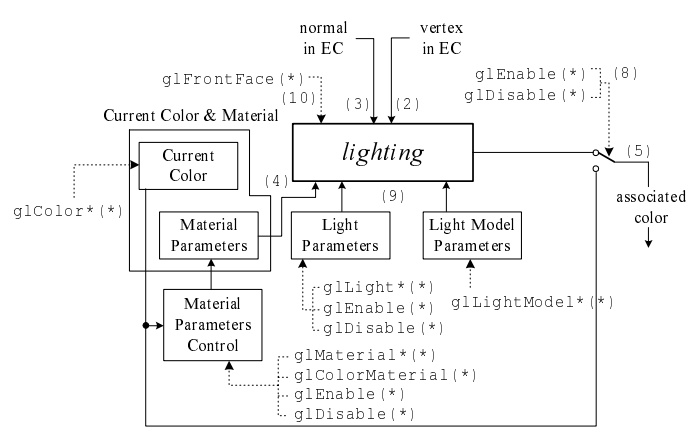 normal
in EC
vertex
in EC
glFrontFace(*)
(10)
(3)
(2)
glEnable(*)
glDisable(*)
(8)
Current Color & Material
Current
Color
lighting
(5)
glColor*(*)
(4)
(9)
associated
color
Material
Parameters
Light
Parameters
Light Model
Parameters
glLight*(*)
glEnable(*)
glDisable(*)
glLightModel*(*)
Material
Parameters
Control
glMaterial*(*)
glColorMaterial(*)
glEnable(*)
glDisable(*)